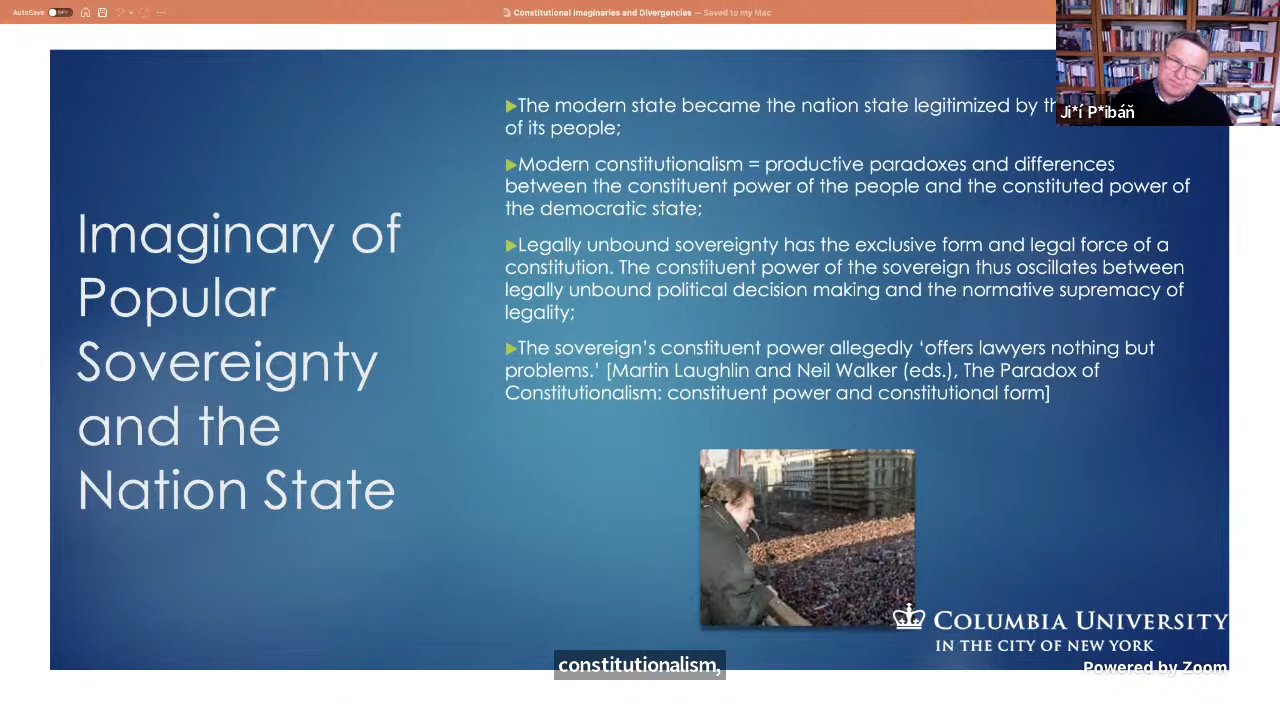 AutoSave OFF
Constitutional Imaginaries and Divergencies — Saved to my Mac
Ji*í P*ibáň
Imaginary of
Popular
Sovereignty
and the
Nation State
The modern state became the nation state legitimized by
of its people;
Modern constitutionalism = productive paradoxes and differences
between the constituent power of the people and the constituted power of
the democratic state;
Legally unbound sovereignty has the exclusive form and legal force of a
constitution. The constituent power of the sovereign thus oscillates between
legally unbound political decision making and the normative supremacy of
legality;
The sovereign’s constituent power allegedly ‘offers lawyers nothing but
problems.’ [Martin Laughlin and Neil Walker (eds.), The Paradox of
Constitutionalism: constituent power and constitutional form]
COLUMBIA UNIVERSITY
IN THE CITY OF NEW YORK
constitutionalism,
Powered by Zoom